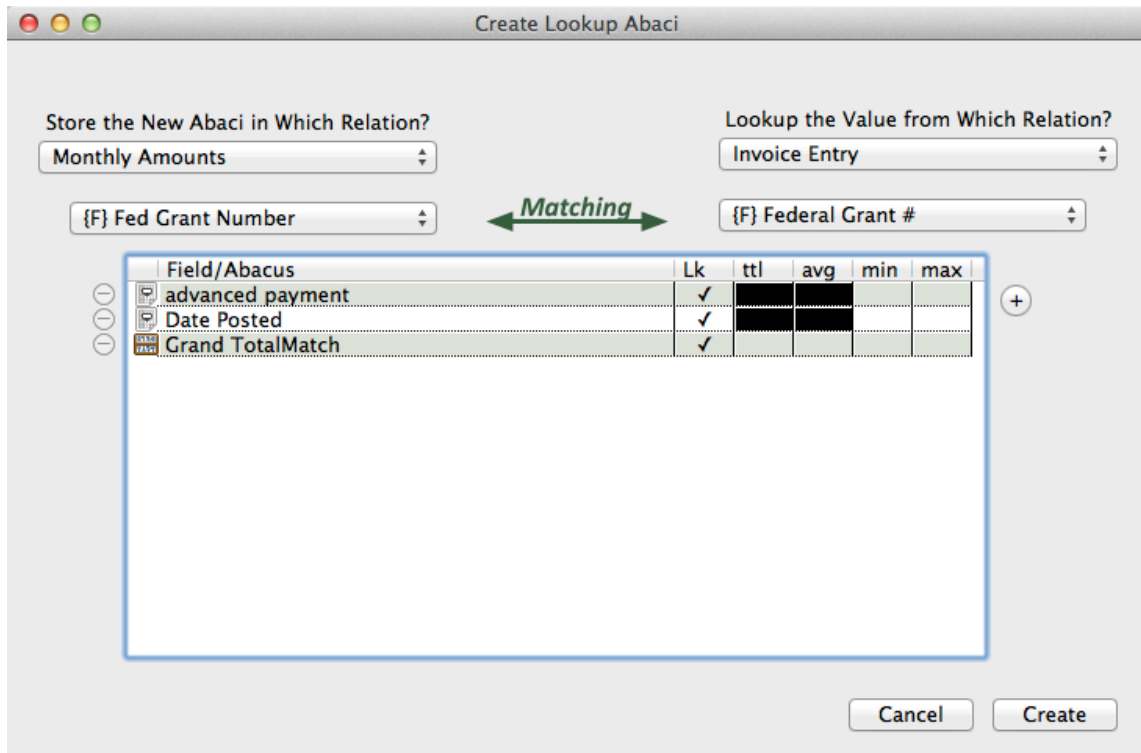 Create Lookup Abaci
Store the New Abaci in Which Relation?
Lookup the Value from Which Relation?
Monthly Amounts
Invoice Entry
{F} Fed Grant Number
Matching
{F} Federal Grant #
Field/Abacus Lk ttl avg min max
advanced payment ✓
Date Posted ✓
Grand TotalMatch ✓
Cancel Create